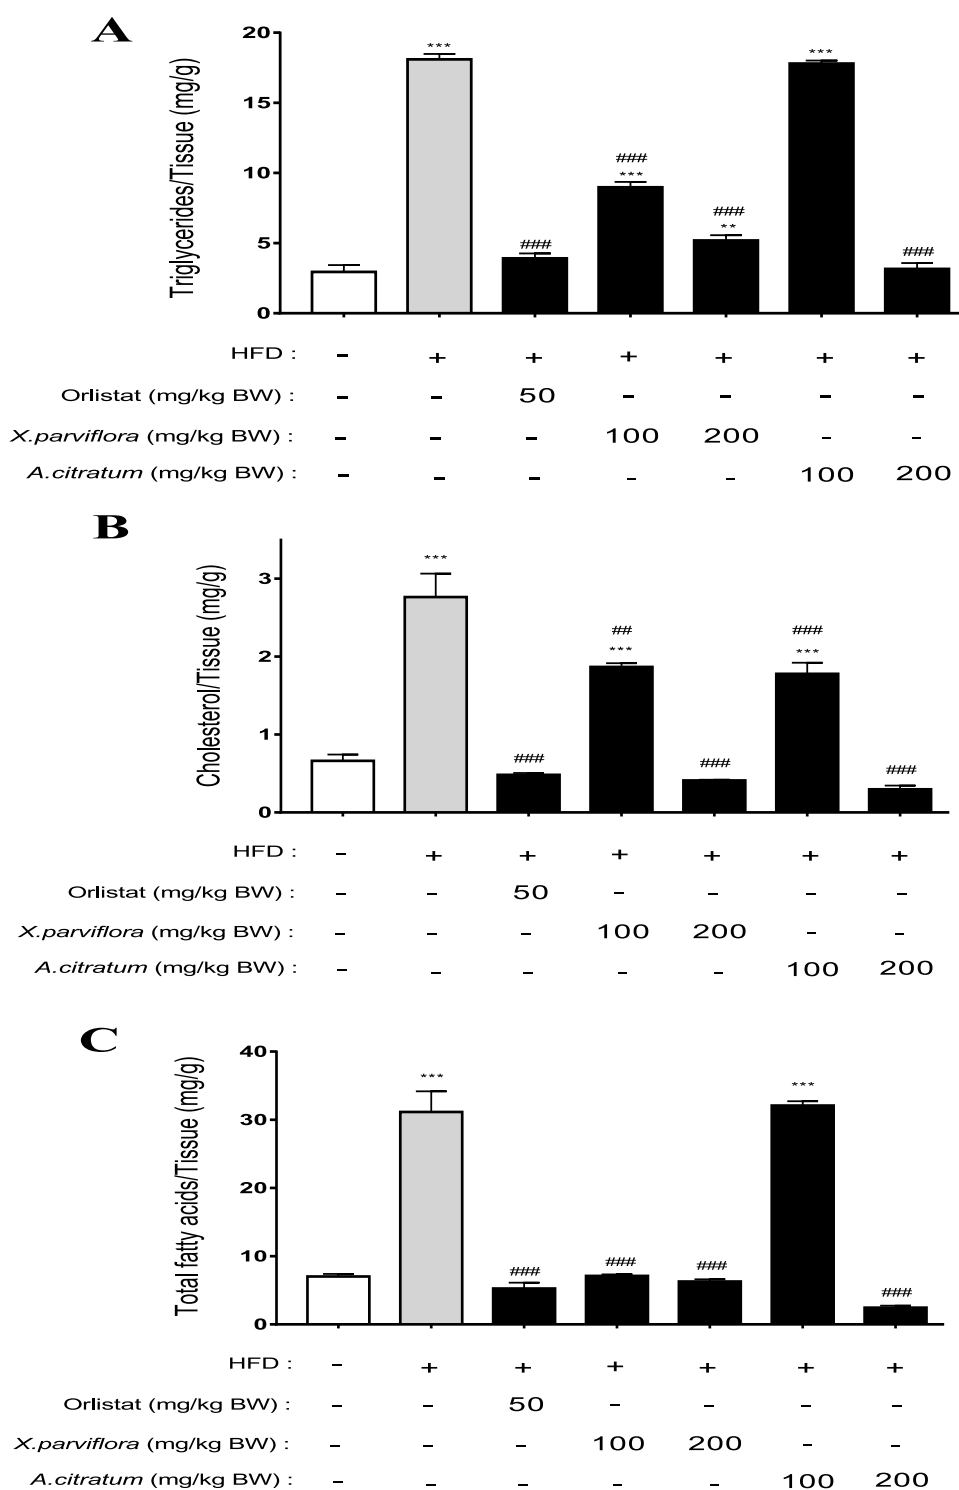 A
Triglycerides/Tissue (mg/g)
20
15
10
5
0
***
###
###
***
###
**
***
###
HFD : - + + + + + +
Orlistat (mg/kg BW) : - - 50 - - - -
X.parviflora (mg/kg BW) : - - - 100 200 - -
A.citratum (mg/kg BW) : - - - - - 100 200
B
Cholesterol/Tissue (mg/g)
3
2
1
0
***
###
##
***
###
###
***
###
HFD : - + + + + + +
Orlistat (mg/kg BW) : - - 50 - - - -
X.parviflora (mg/kg BW) : - - - 100 200 - -
A.citratum (mg/kg BW) : - - - - - 100 200
C
Total fatty acids/Tissue (mg/g)
40
30
20
10
0
***
###
###
###
***
###
HFD : - + + + + + +
Orlistat (mg/kg BW) : - - 50 - - - -
X.parviflora (mg/kg BW) : - - - 100 200 - -
A.citratum (mg/kg BW) : - - - - - 100 200